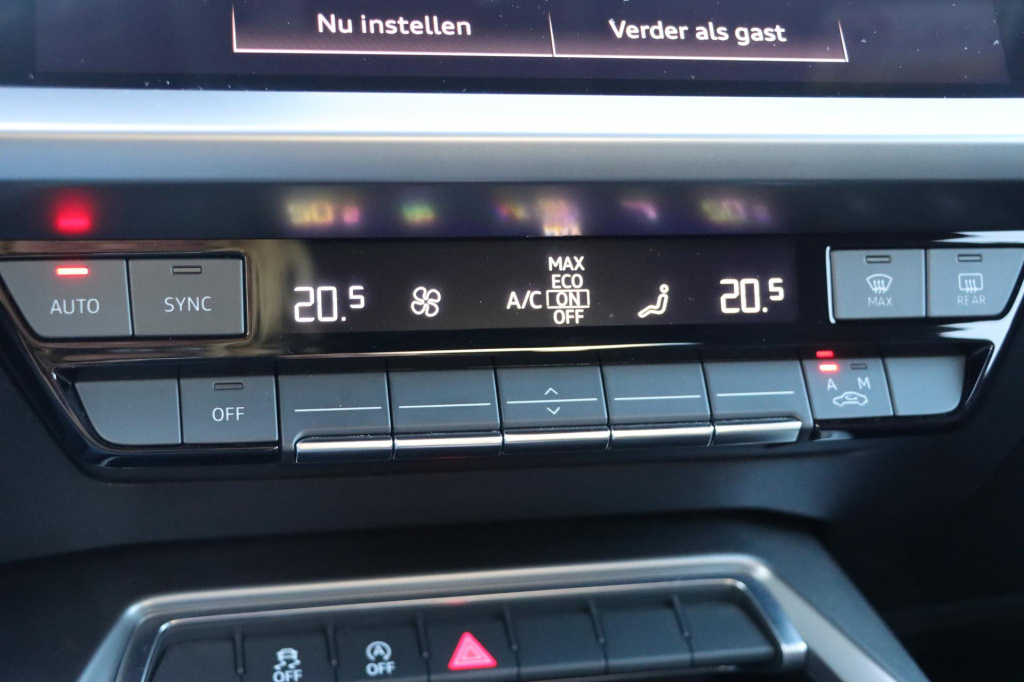 Nu instellen
Verder als gast
AUTO
SYNC
20.5
A/C
MAX
ECO
ON
OFF
20.5
MAX
REAR
OFF
A M
OFF
OFF